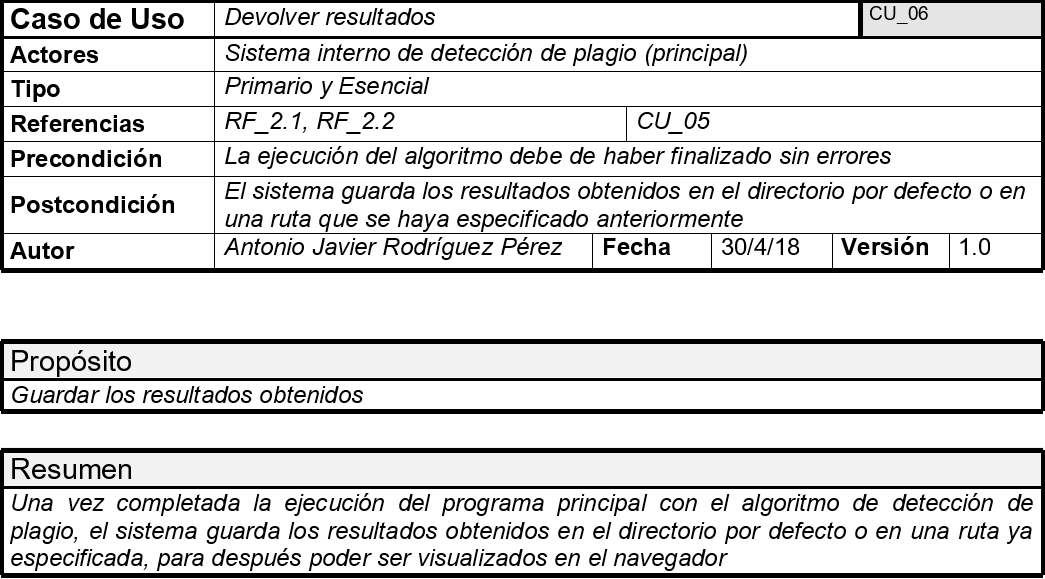 Caso de Uso Devolver resultados CU_06
Actores Sistema interno de detección de plagio (principal)
Tipo Primario y Esencial
Referencias RF_2.1, RF_2.2 CU_05
Precondición La ejecución del algoritmo debe de haber finalizado sin errores
Postcondición El sistema guarda los resultados obtenidos en el directorio por defecto o en
una ruta que se haya especificado anteriormente
Autor Antonio Javier Rodríguez Pérez Fecha 30/4/18 Versión 1.0
Propósito
Guardar los resultados obtenidos
Resumen
Una vez completada la ejecución del programa principal con el algoritmo de detección de
plagio, el sistema guarda los resultados obtenidos en el directorio por defecto o en una ruta ya
especificada, para después poder ser visualizados en el navegador